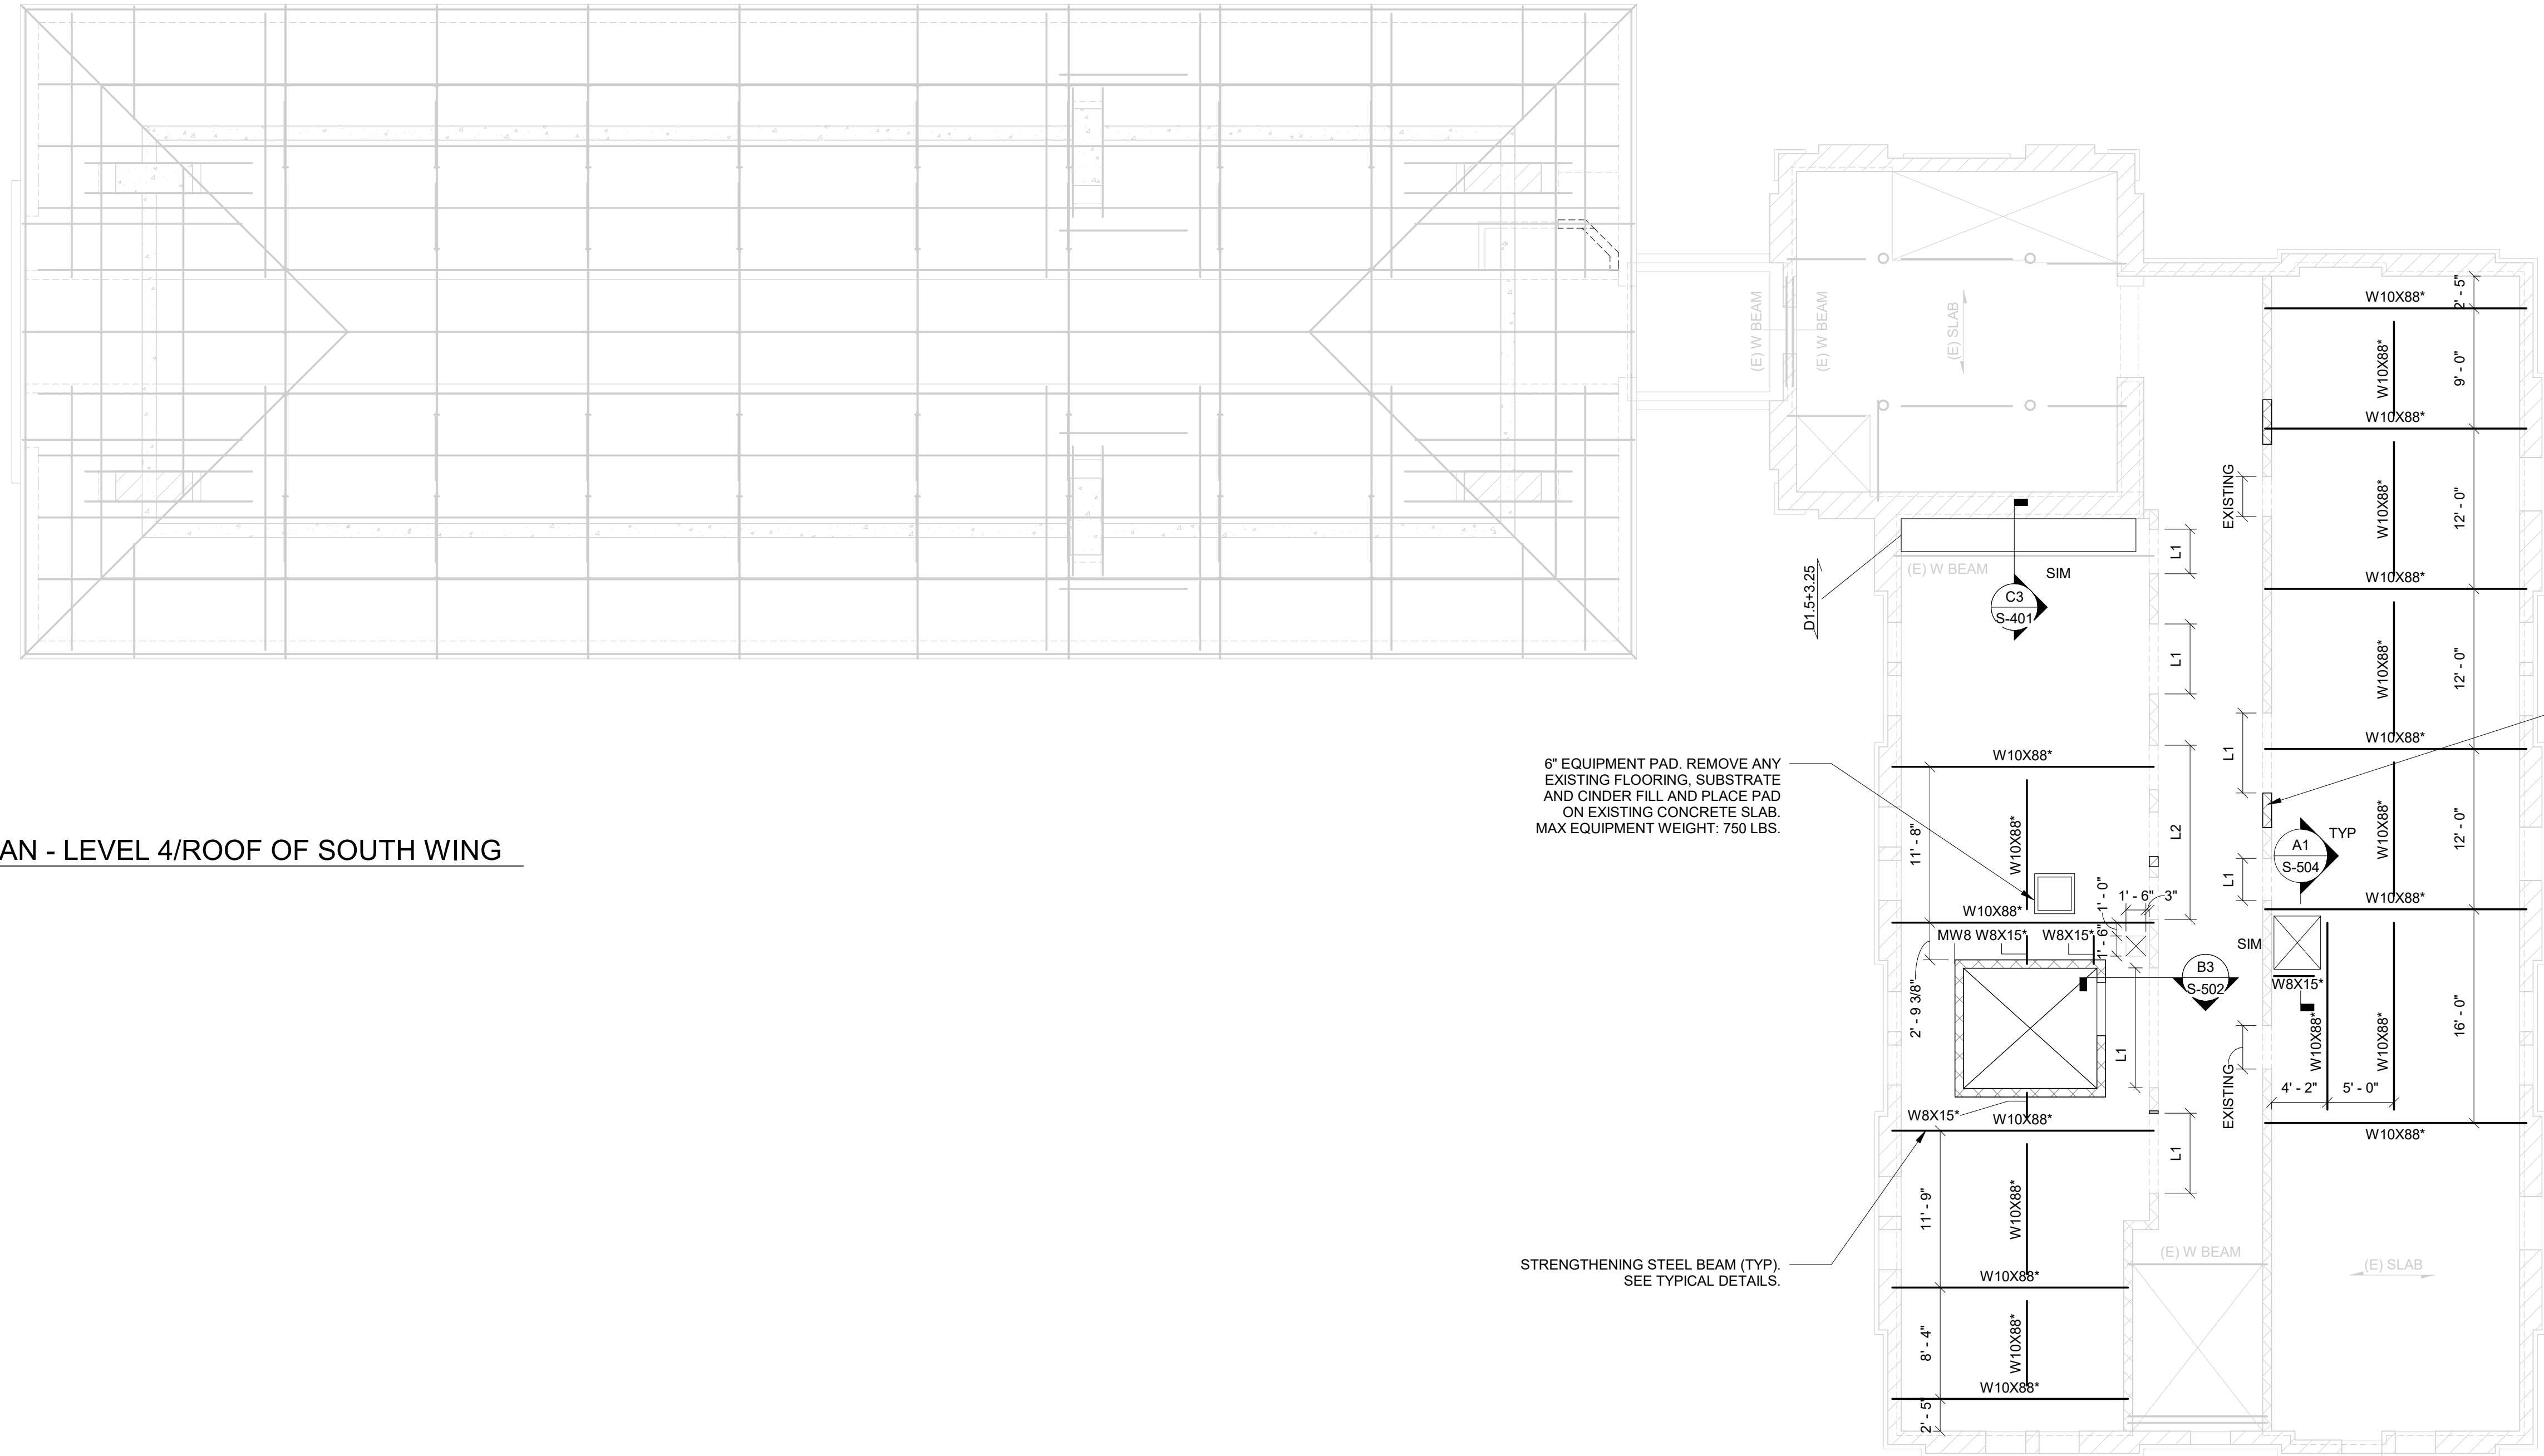 AN - LEVEL 4/ROOF OF SOUTH WING
(E) W BEAM
(E) W BEAM
(E) SLAB
(E) W BEAM
D1.5+3.25
C3
S-401
SIM
L1
L1
L2
L1
L1
6" EQUIPMENT PAD. REMOVE ANY
EXISTING FLOORING, SUBSTRATE
AND CINDER FILL AND PLACE PAD
ON EXISTING CONCRETE SLAB.
MAX EQUIPMENT WEIGHT: 750 LBS.
W10X88*
11' - 8"
W10X88*
W10X88*
MW8
W8X15*
W8X15*
1' - 0"
1' - 6"
1' - 6"
3"
2' - 9 3/8"
B3
S-502
W8X15*
W10X88*
STRENGTHENING STEEL BEAM (TYP).
SEE TYPICAL DETAILS.
11' - 9"
W10X88*
W10X88*
8' - 4"
W10X88*
W10X88*
2' - 5"
(E) W BEAM
W10X88*
2' - 5"
W10X88*
9' - 0"
W10X88*
EXISTING
W10X88*
12' - 0"
W10X88*
W10X88*
12' - 0"
W10X88*
L1
L1
A1
S-504
TYP
W10X88*
12' - 0"
W10X88*
SIM
W8X15*
W10X88*
W10X88*
16' - 0"
EXISTING
4' - 2"
5' - 0"
W10X88*
(E) SLAB